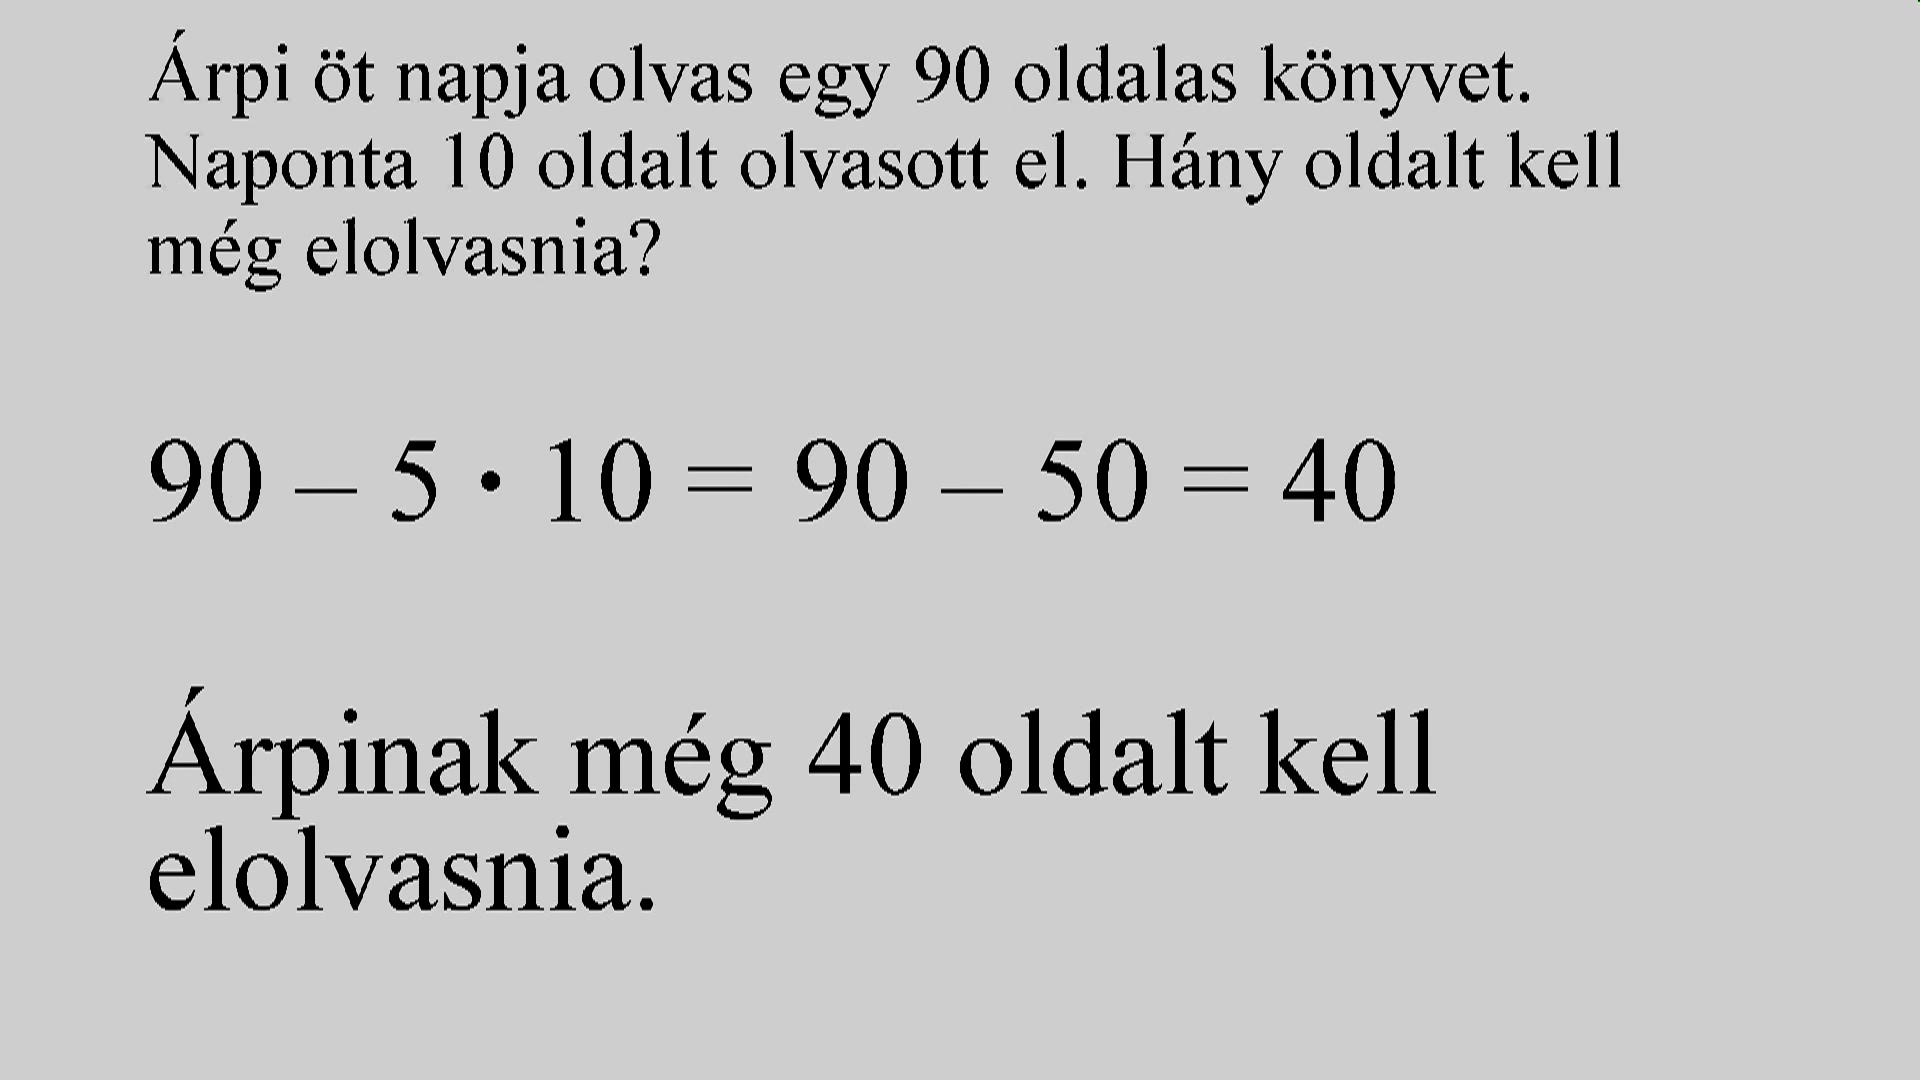 Árpi öt napja olvas egy 90 oldalas könyvet.
Naponta 10 oldalt olvasott el. Hány oldalt kell
még elolvasnia?
90 – 5 · 10 = 90 – 50 = 40
Árpinak még 40 oldalt kell
elolvasnia.